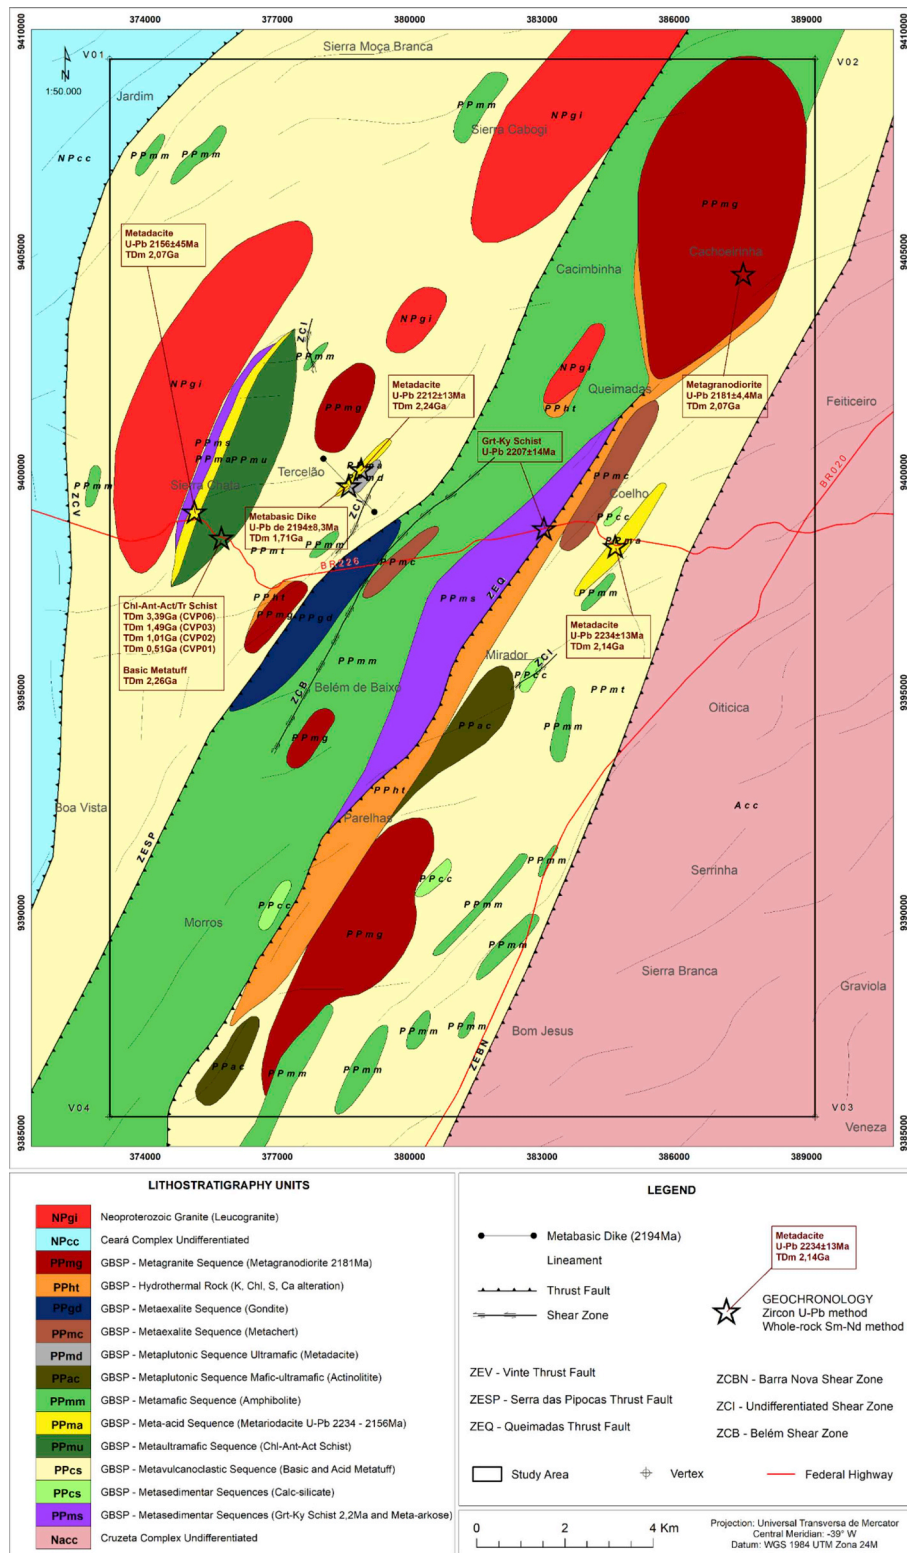 374000 377000 380000 383000 386000 389000
9410000 9410000
V01
V02
N
1:50.000
Sierra Moça Branca
Jardim
NPcc
PPmm
PPmm
PPmm
Sierra Cabogi
NPgi
PPmg
Cachoeirinha
Cacimbinha
9405000 9405000
Metadacite
U-Pb 2156±45Ma
TDm 2,07Ga
ZCI
NPgi
PPmm
NPgi
NPgi
PPht
Queimadas
PPmg
Metadacite
U-Pb 2212±13Ma
TDm 2,24Ga
Metagranodiorite
U-Pb 2181±4,4Ma
TDm 2,07Ga
Feiticeiro
Grt-Ky Schist
U-Pb 2207±14Ma
PPms
PPma
PPmu
Sierra Chata
Tercelão
PPma
PPmd
PPmc
Coelho
BR020
9400000 9400000
PPmm
ZCV
ZCI
Metabasic Dike
U-Pb de 2194±8,3Ma
TDm 1,71Ga
PPcc
PPma
PPmt
PPmm
BR226
PPmc
PPmm
Chl-Ant-Act/Tr Schist
TDm 3,39Ga (CVP06)
TDm 1,49Ga (CVP03)
TDm 1,01Ga (CVP02)
TDm 0,51Ga (CVP01)
Basic Metatuff
TDm 2,26Ga
PPht
PPmg
PPgd
PPms
ZEQ
Metadacite
U-Pb 2234±13Ma
TDm 2,14Ga
PPmm
Mirador
ZCI
PPcc
ZCB
Belém de Baixo
PPmt
9395000 9395000
PPmg
PPac
PPmm
Oiticica
PPht
Boa Vista
Parelhas
Acc
ZESP
PPmm
Serrinha
PPcc
PPcc
PPmm
9390000 9390000
Morros
PPmg
PPmm
Sierra Branca
Graviola
PPmm
PPmm
Bom Jesus
ZEBN
PPac
PPmm
PPmm
V04
V03
Veneza
9385000 9385000
374000 377000 380000 383000 386000 389000
LITHOSTRATIGRAPHY UNITS
NPgi Neoproterozoic Granite (Leucogranite)
NPcc Ceará Complex Undifferentiated
PPmg GBSP - Metagranite Sequence (Metagranodiorite 2181Ma)
PPht GBSP - Hydrothermal Rock (K, Chl, S, Ca alteration)
PPgd GBSP - Metaexalite Sequence (Gondite)
PPmc GBSP - Metaexalite Sequence (Metachert)
PPmd GBSP - Metaplutonic Sequence Ultramafic (Metadacite)
PPac GBSP - Metaplutonic Sequence Mafic-ultramafic (Actinolitite)
PPmm GBSP - Metamafic Sequence (Amphibolite)
PPma GBSP - Meta-acid Sequence (Metariodacite U-Pb 2234 - 2156Ma)
PPmu GBSP - Metaultramafic Sequence (Chl-Ant-Act Schist)
PPcs GBSP - Metavulcanoclastic Sequence (Basic and Acid Metatuff)
PPcs GBSP - Metasedimentar Sequences (Calc-silicate)
PPms GBSP - Metasedimentar Sequences (Grt-Ky Schist 2,2Ma and Meta-arkose)
Nacc Cruzeta Complex Undifferentiated
LEGEND
Metabasic Dike (2194Ma)
Lineament
Thrust Fault
Shear Zone
Metadacite
U-Pb 2234±13Ma
TDm 2,14Ga
GEOCHRONOLOGY
Zircon U-Pb method
Whole-rock Sm-Nd method
ZEV - Vinte Thrust Fault
ZESP - Serra das Pipocas Thrust Fault
ZEQ - Queimadas Thrust Fault
ZCBN - Barra Nova Shear Zone
ZCI - Undifferentiated Shear Zone
ZCB - Belém Shear Zone
Study Area
Vertex
Federal Highway
0 2 4 Km
Projection: Universal Transversa de Mercator
Central Meridian: -39° W
Datum: WGS 1984 UTM Zona 24M